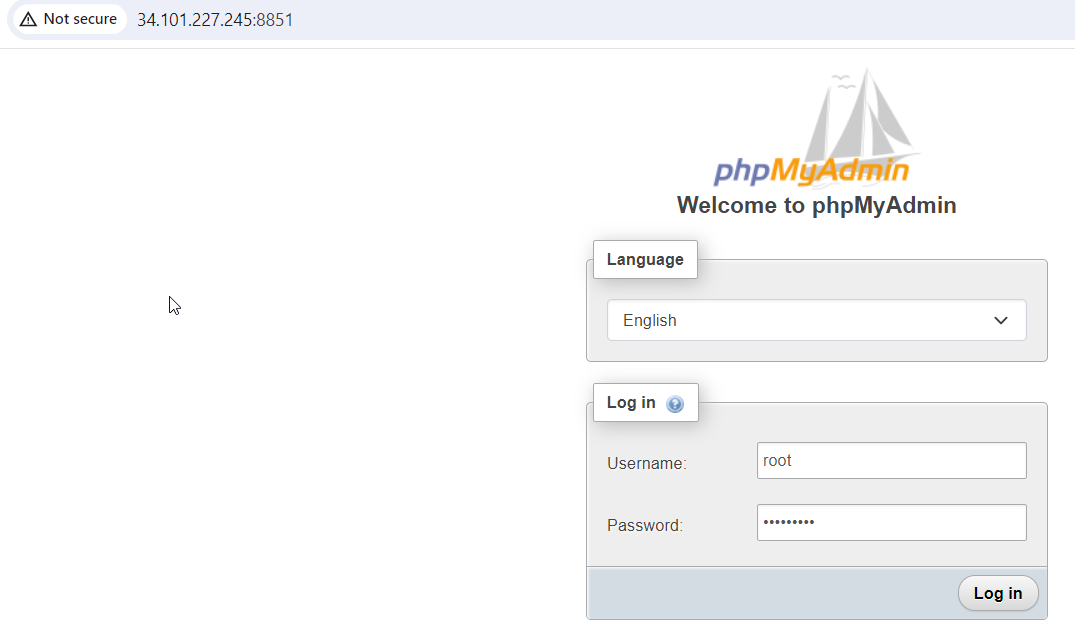 Not secure 34.101.227.245:8851
phpMyAdmin
Welcome to phpMyAdmin
Language
English
Log in
Username: root
Password: •••••••••
Log in